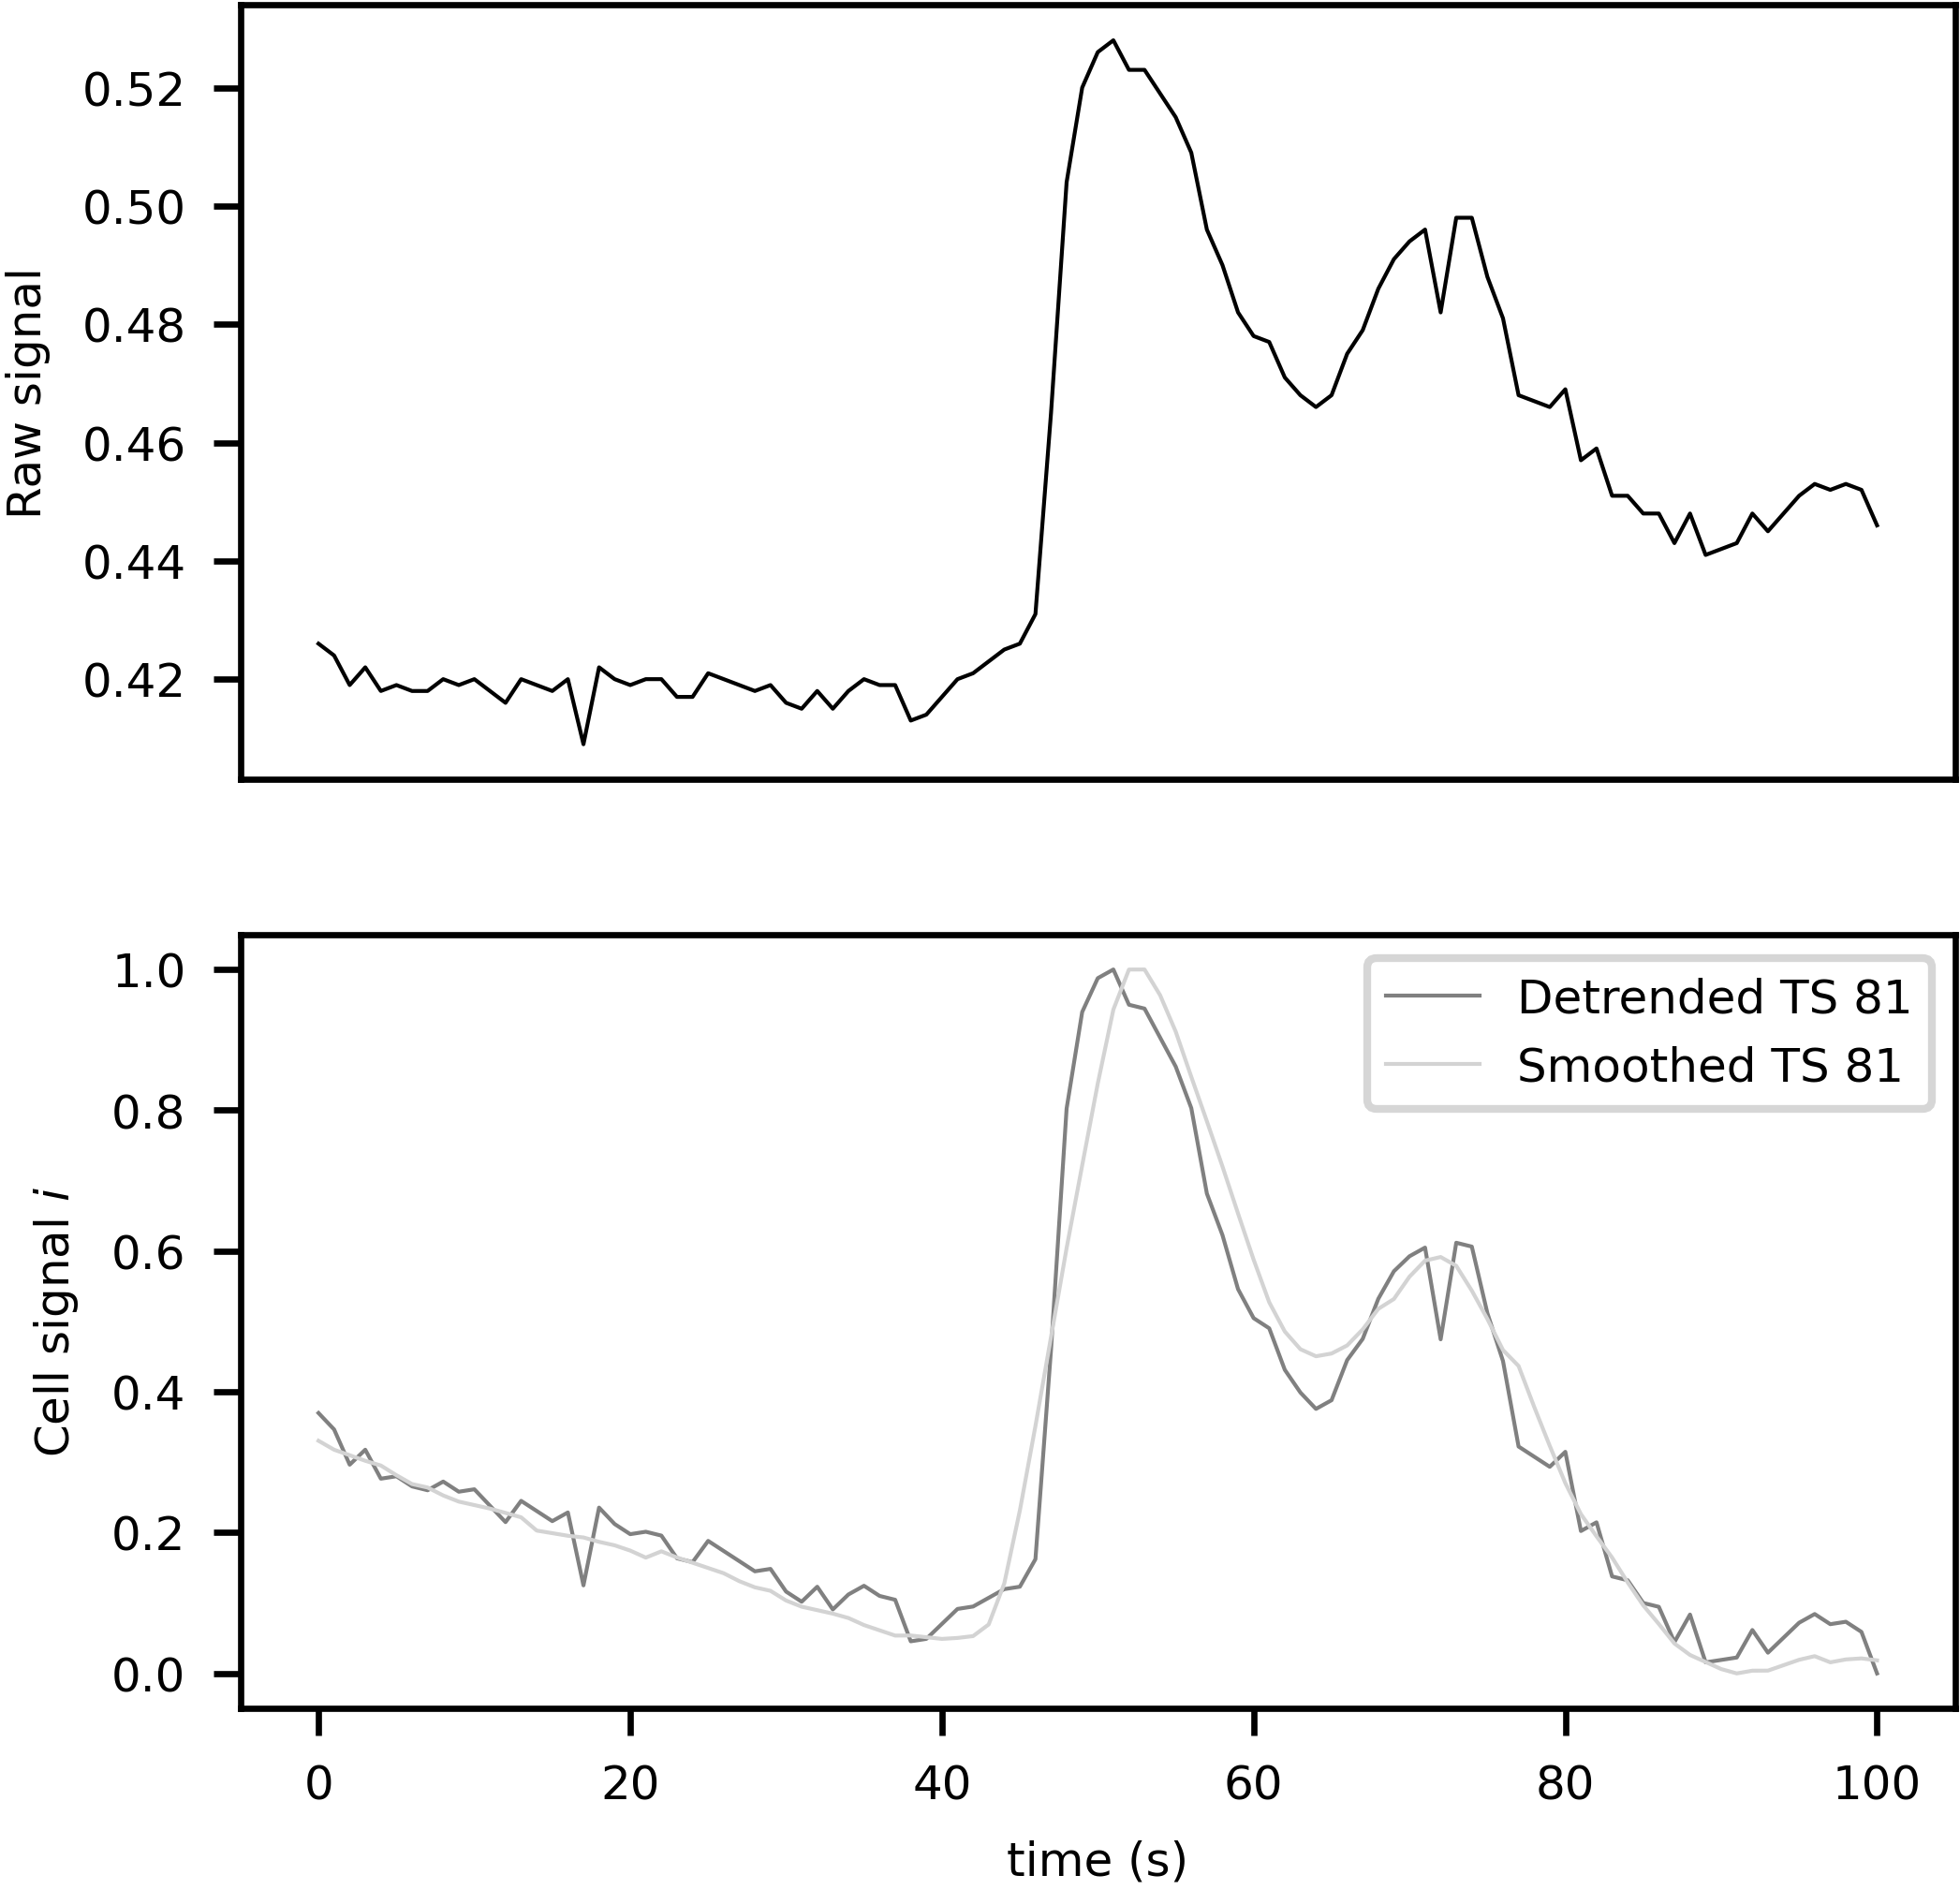 Raw signal
0.52
0.50
0.48
0.46
0.44
0.42
Cell signal i
1.0
0.8
0.6
0.4
0.2
0.0
Detrended TS 81
Smoothed TS 81
0 20 40 60 80 100
time (s)